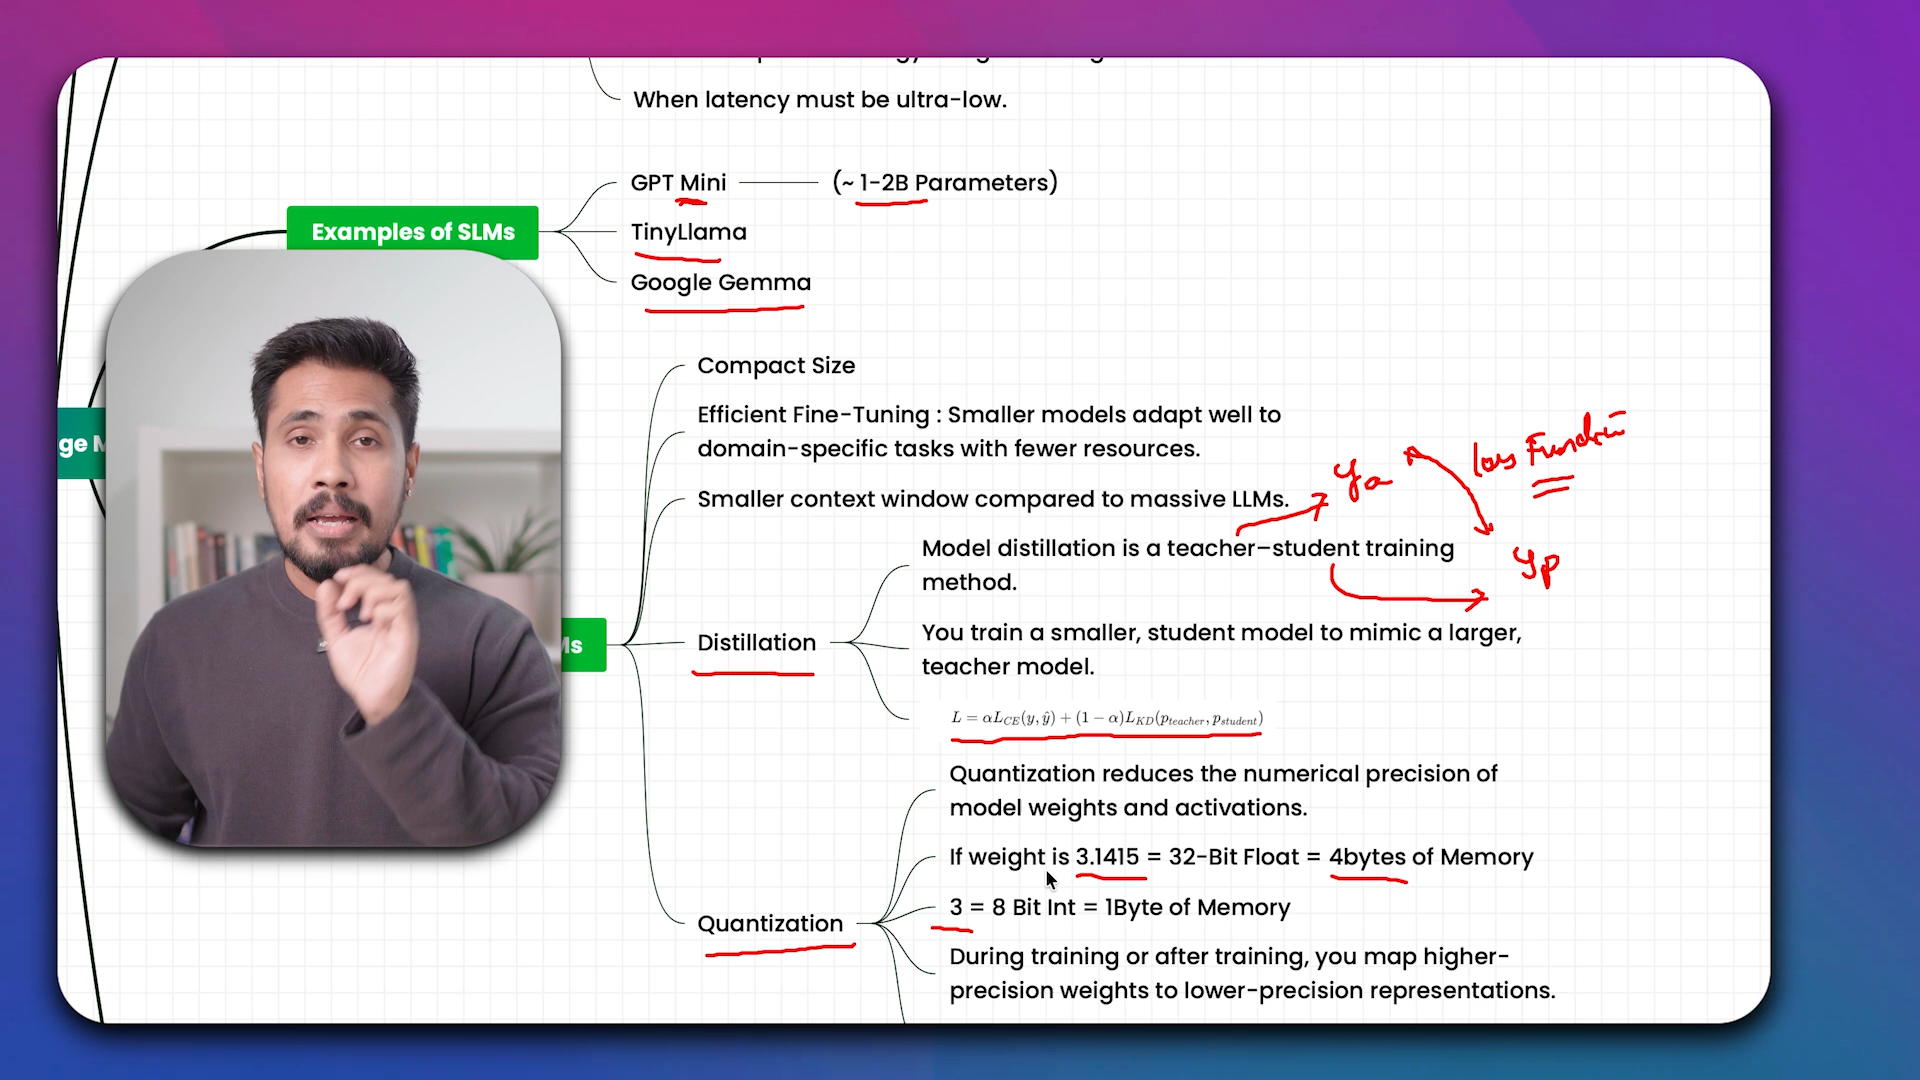 When latency must be ultra-low.
GPT Mini
(~ 1-2B Parameters)
Examples of SLMs
TinyLlama
Google Gemma
Compact Size
Efficient Fine-Tuning : Smaller models adapt well to
domain-specific tasks with fewer resources.
Smaller context window compared to massive LLMs.
ya
loss Function
yp
ge M
Model distillation is a teacher–student training
method.
Ms
Distillation
You train a smaller, student model to mimic a larger,
teacher model.
L = αL_CE(y, ŷ) + (1 − α)L_KD(p_teacher, p_student)
Quantization reduces the numerical precision of
model weights and activations.
If weight is 3.1415 = 32-Bit Float = 4bytes of Memory
3 = 8 Bit Int = 1Byte of Memory
Quantization
During training or after training, you map higher-
precision weights to lower-precision representations.